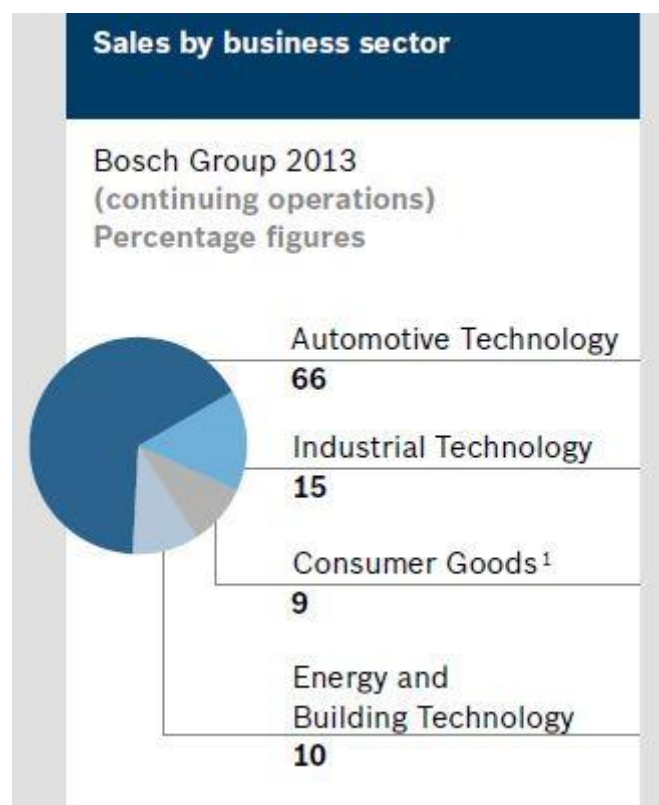 Sales by business sector
Bosch Group 2013
(continuing operations)
Percentage figures
Automotive Technology
66
Industrial Technology
15
Consumer Goods¹
9
Energy and
Building Technology
10